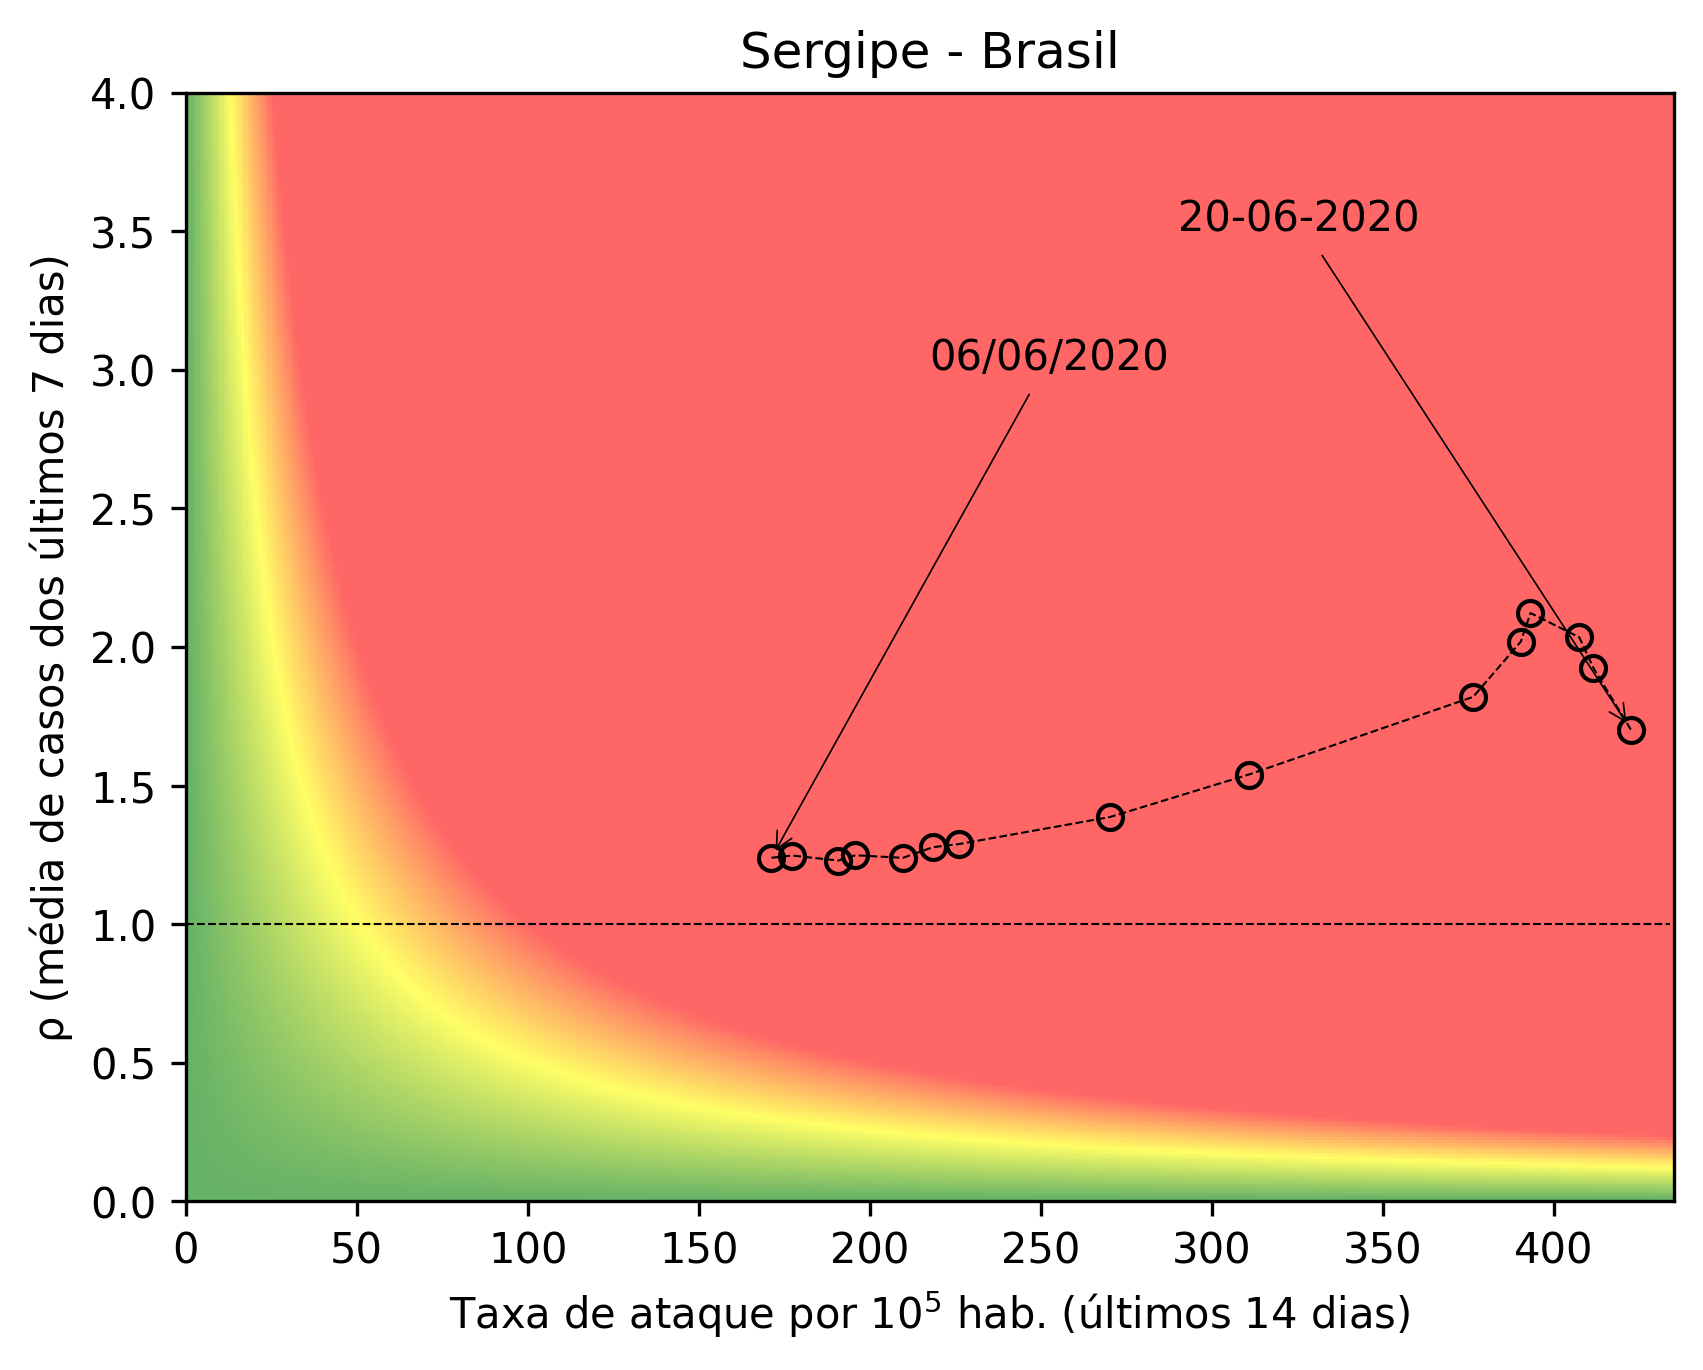 Sergipe - Brasil
4.0
3.5
3.0
2.5
2.0
1.5
1.0
0.5
0.0
ρ (média de casos dos últimos 7 dias)
20-06-2020
06/06/2020
0 50 100 150 200 250 300 350 400
Taxa de ataque por 10⁵ hab. (últimos 14 dias)